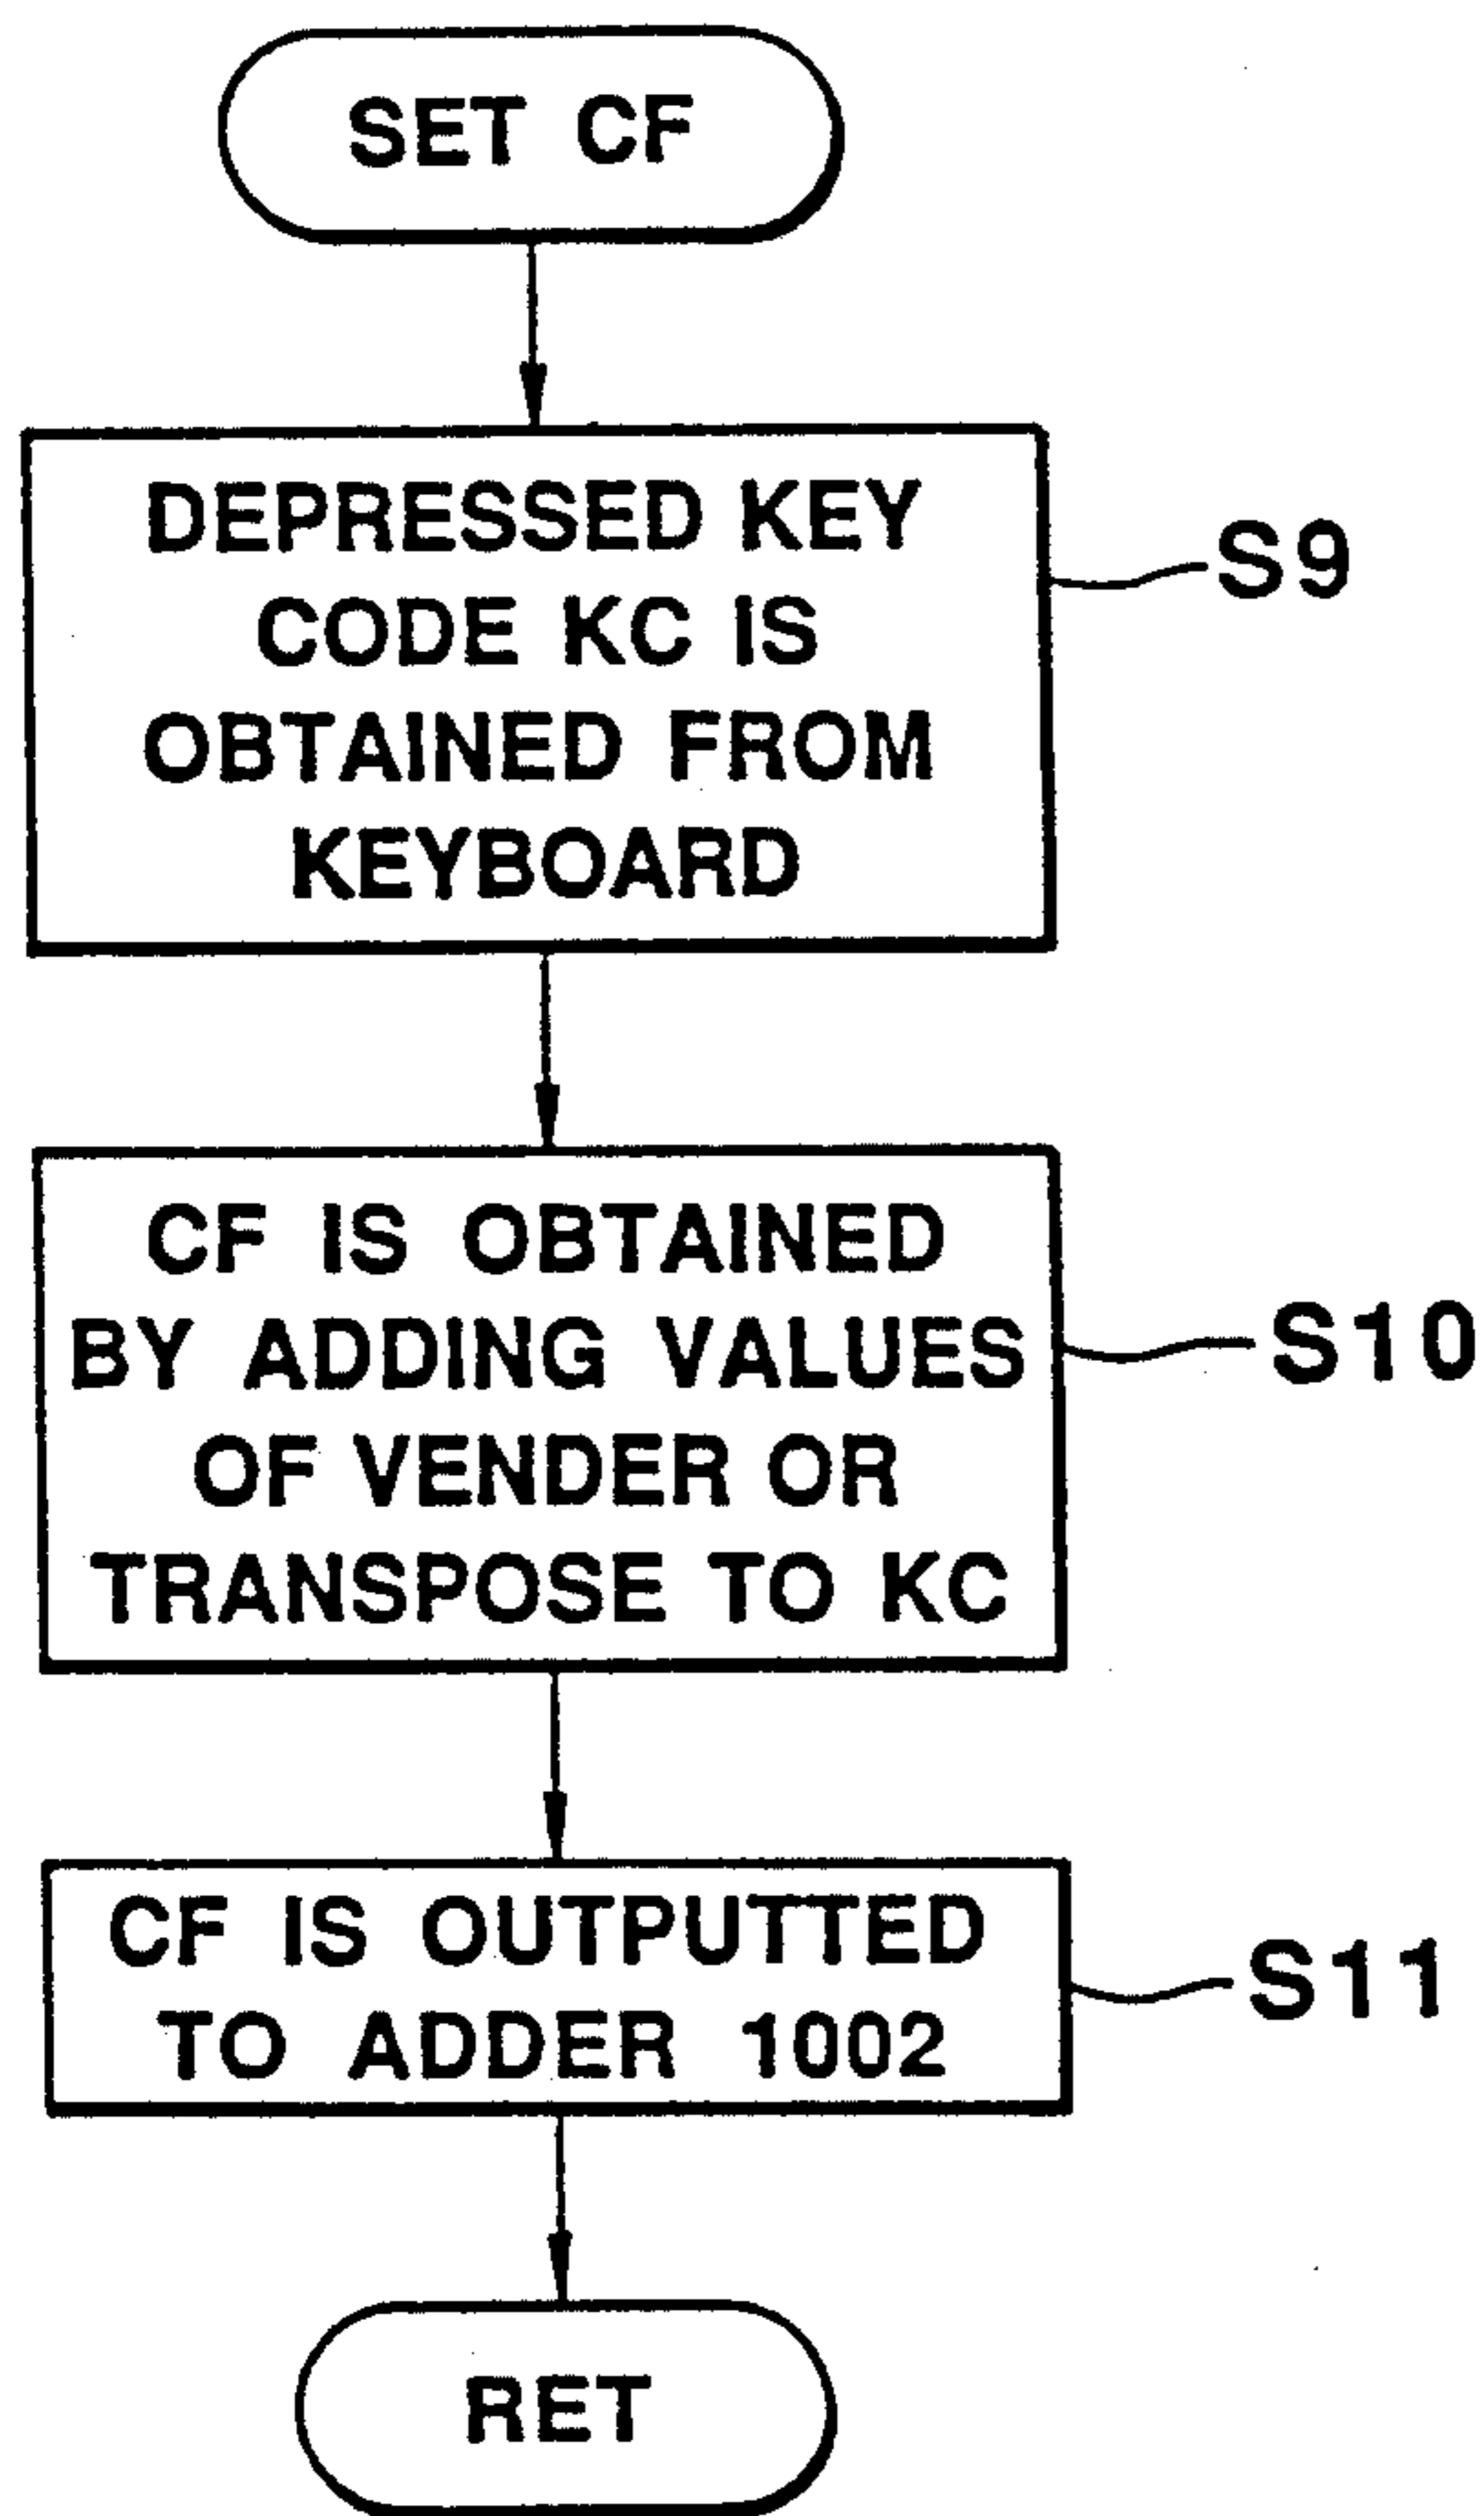 SET CF
DEPRESSED KEY
CODE KC IS
OBTAINED FROM
KEYBOARD
S9
CF IS OBTAINED
BY ADDING VALUES
OF VENDER OR
TRANSPOSE TO KC
S10
CF IS OUTPUTTED
TO ADDER 1002
S11
RET